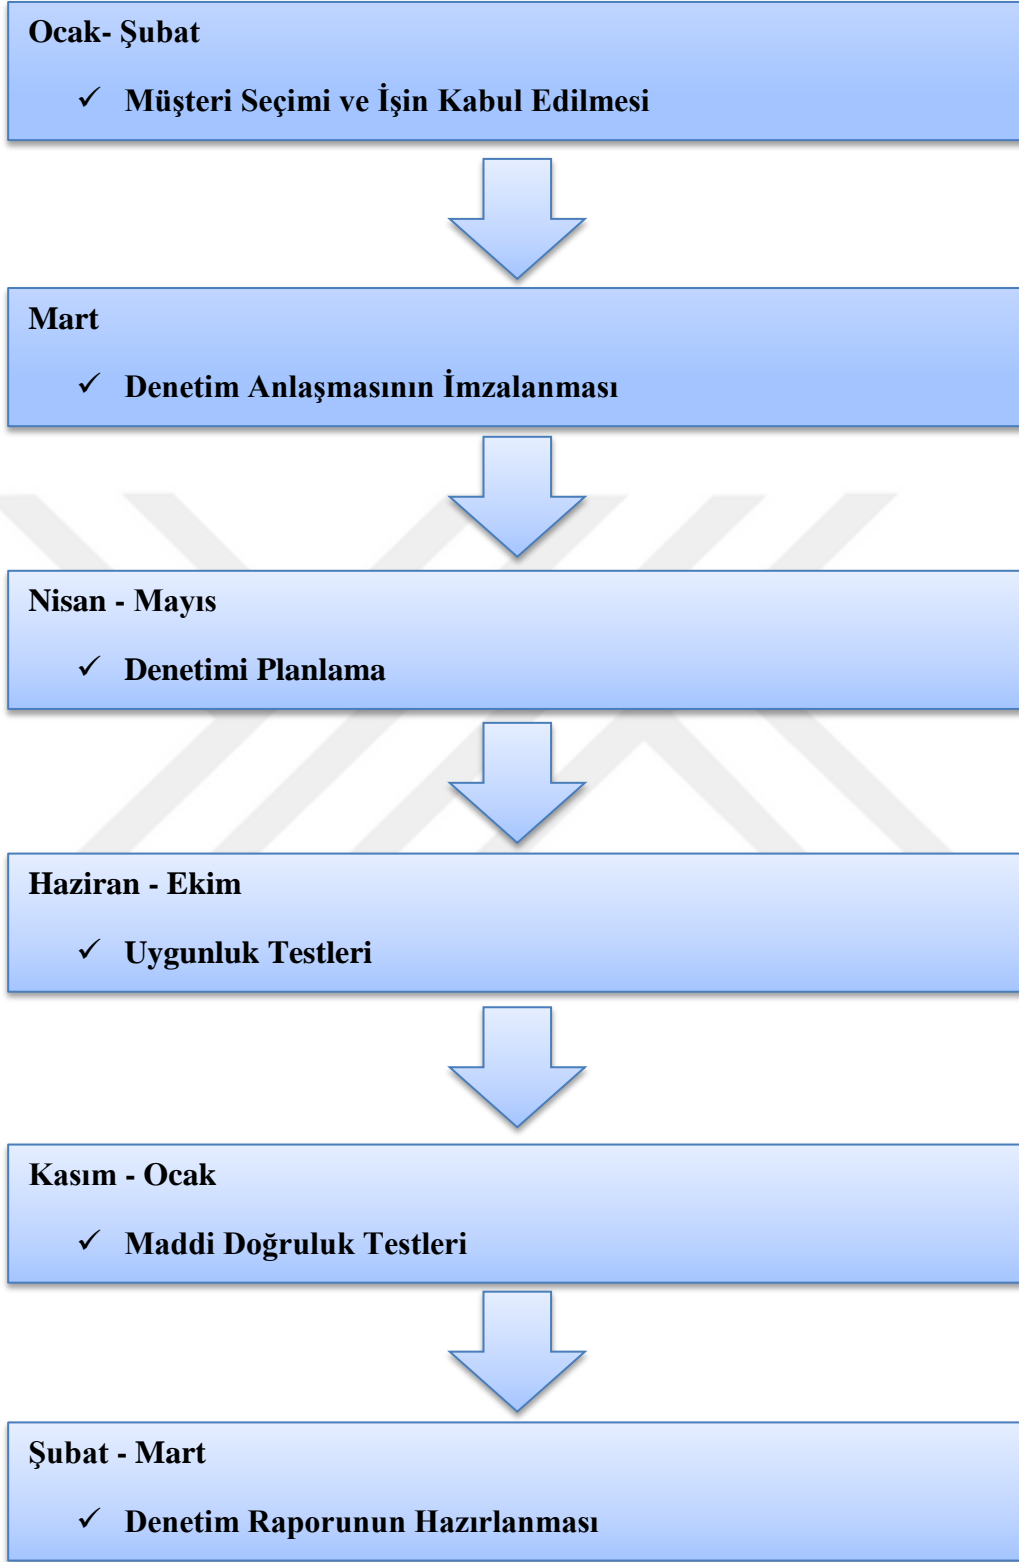 Ocak- Şubat
✓ Müşteri Seçimi ve İşin Kabul Edilmesi
Mart
✓ Denetim Anlaşmasının İmzalanması
Nisan - Mayıs
✓ Denetimi Planlama
Haziran - Ekim
✓ Uygunluk Testleri
Kasım - Ocak
✓ Maddi Doğruluk Testleri
Şubat - Mart
✓ Denetim Raporunun Hazırlanması